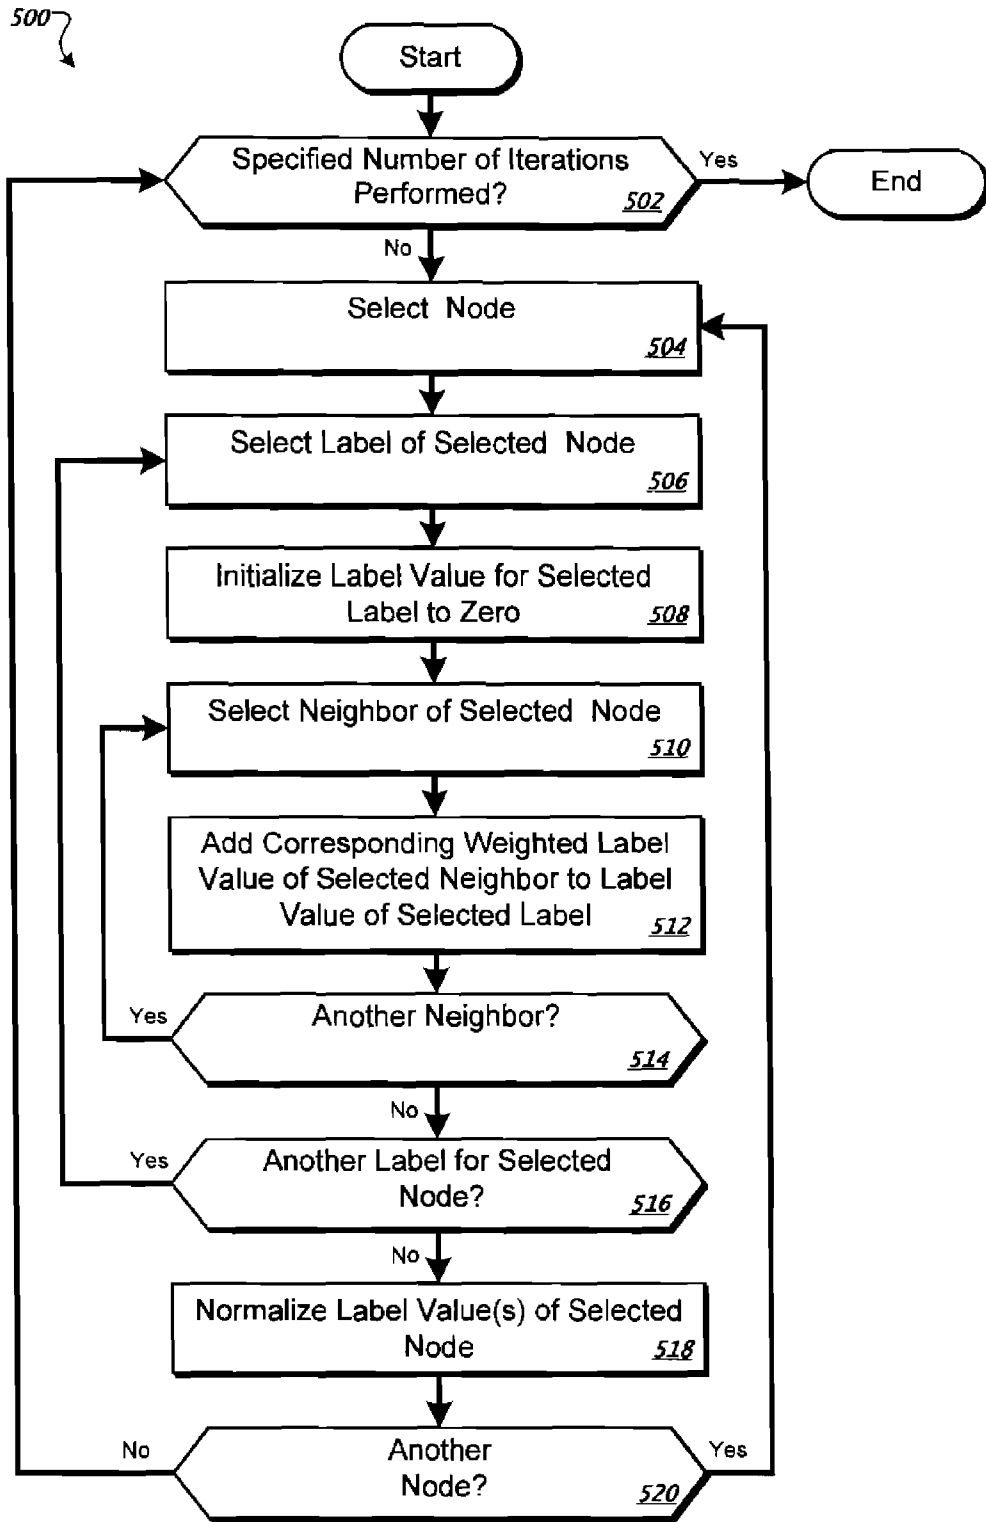 500
Start
Specified Number of Iterations
Performed?
502
Yes
End
No
Select Node
504
Select Label of Selected Node
506
Initialize Label Value for Selected
Label to Zero
508
Select Neighbor of Selected Node
510
Add Corresponding Weighted Label
Value of Selected Neighbor to Label
Value of Selected Label
512
Yes
Another Neighbor?
514
No
Yes
Another Label for Selected
Node?
516
No
Normalize Label Value(s) of Selected
Node
518
No
Another
Node?
520
Yes